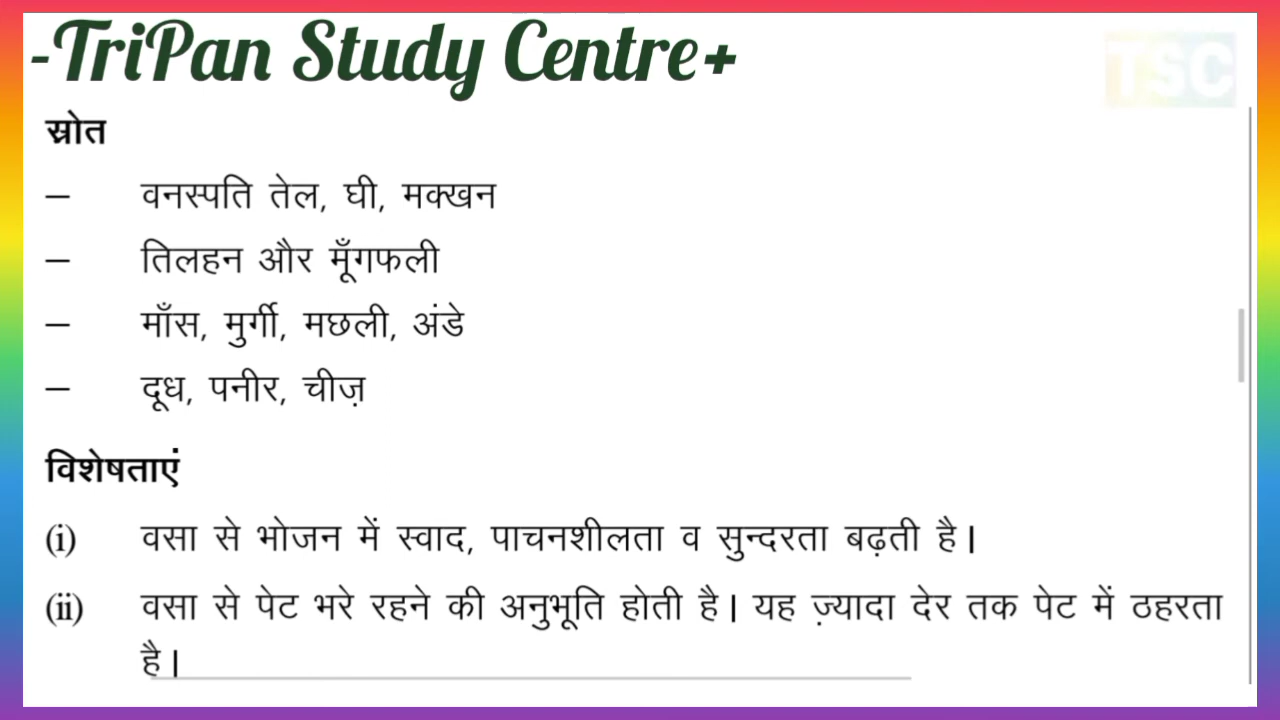 -TriPan Study Centre+
TSC
स्रोत
– वनस्पति तेल, घी, मक्खन
– तिलहन और मूँगफली
– माँस, मुर्गी, मछली, अंडे
– दूध, पनीर, चीज़
विशेषताएं
(i) वसा से भोजन में स्वाद, पाचनशीलता व सुन्दरता बढ़ती है।
(ii) वसा से पेट भरे रहने की अनुभूति होती है। यह ज़्यादा देर तक पेट में ठहरता
है।